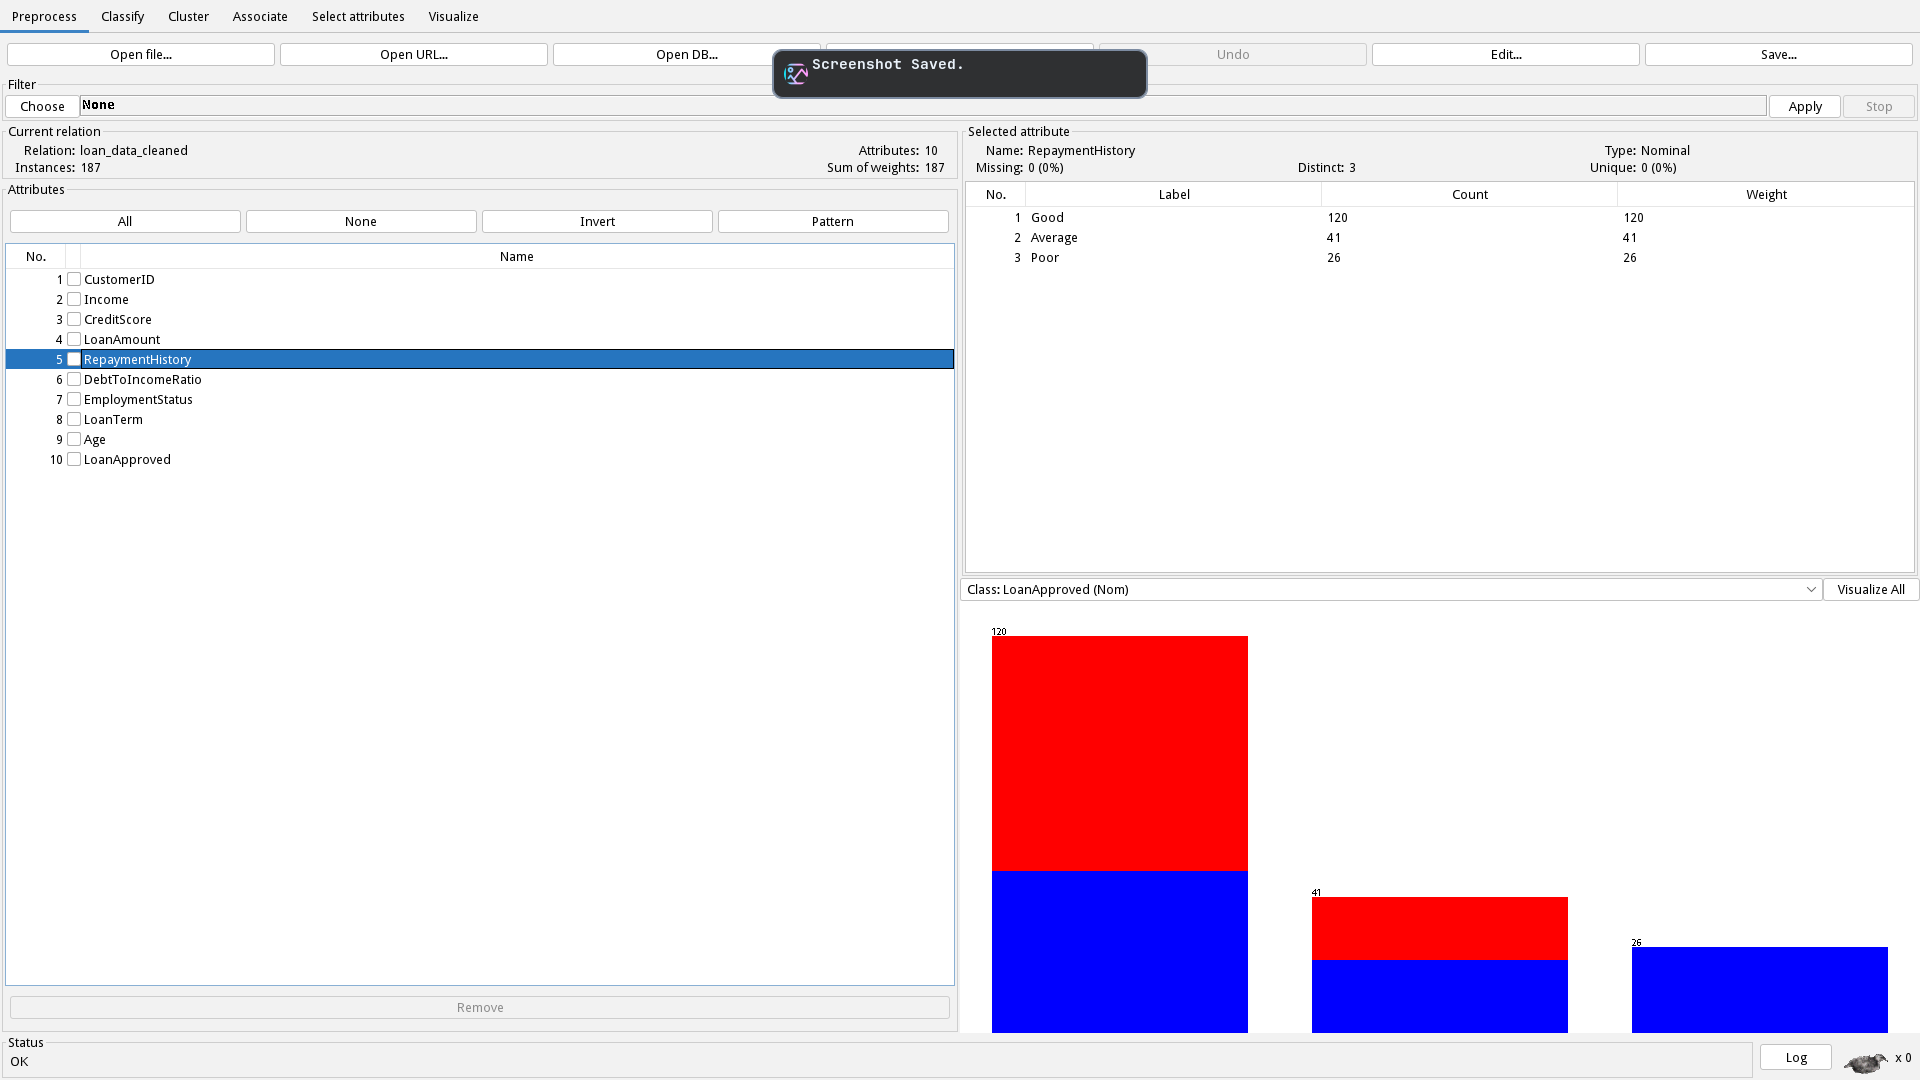 Preprocess Classify Cluster Associate Select attributes Visualize
Open file... Open URL... Open DB... Undo Edit... Save...
Screenshot Saved.
Filter
Choose None Apply Stop
Current relation
Relation: loan_data_cleaned Attributes: 10
Instances: 187 Sum of weights: 187
Attributes
All None Invert Pattern
No. Name
1 CustomerID
2 Income
3 CreditScore
4 LoanAmount
5 RepaymentHistory
6 DebtToIncomeRatio
7 EmploymentStatus
8 LoanTerm
9 Age
10 LoanApproved
Remove
Selected attribute
Name: RepaymentHistory Type: Nominal
Missing: 0 (0%) Distinct: 3 Unique: 0 (0%)
No. Label Count Weight
1 Good 120 120
2 Average 41 41
3 Poor 26 26
Class: LoanApproved (Nom) Visualize All
120
41
26
Status
OK
Log x 0